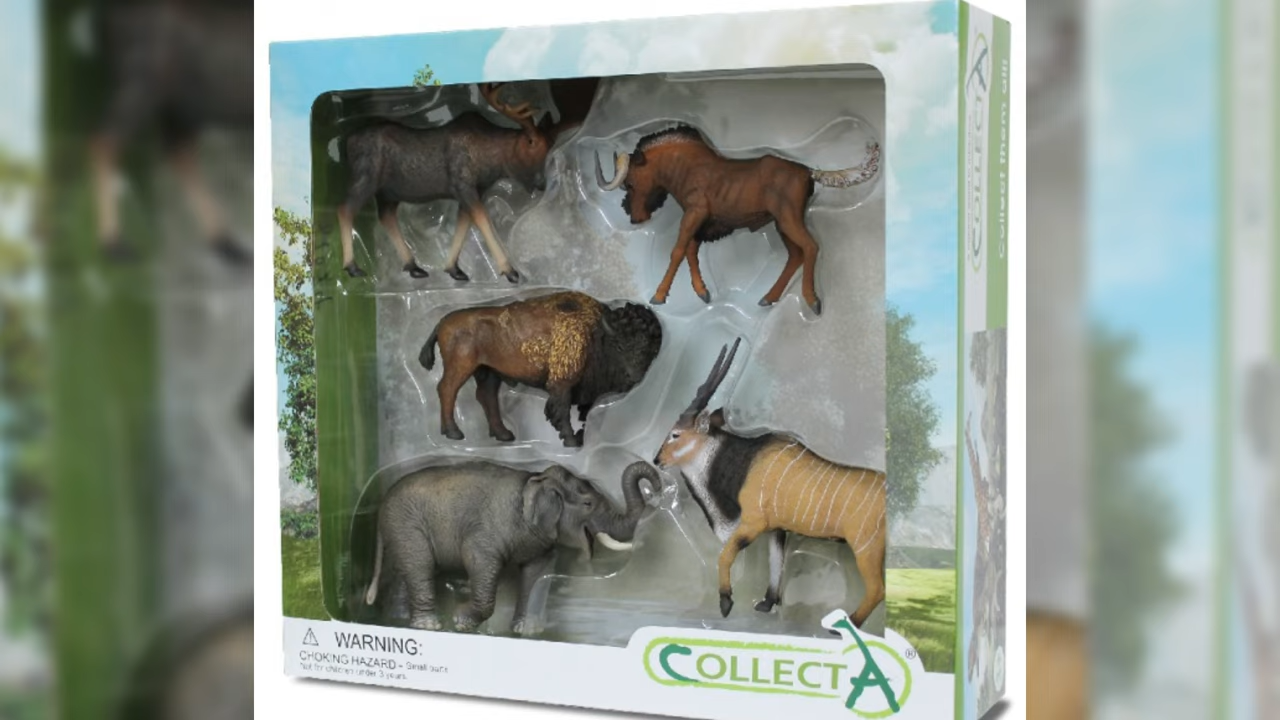 WARNING:
CHOKING HAZARD – Small parts
Not for children under 3 years.
COLLECTA®
COLLECTA
Collect them all!